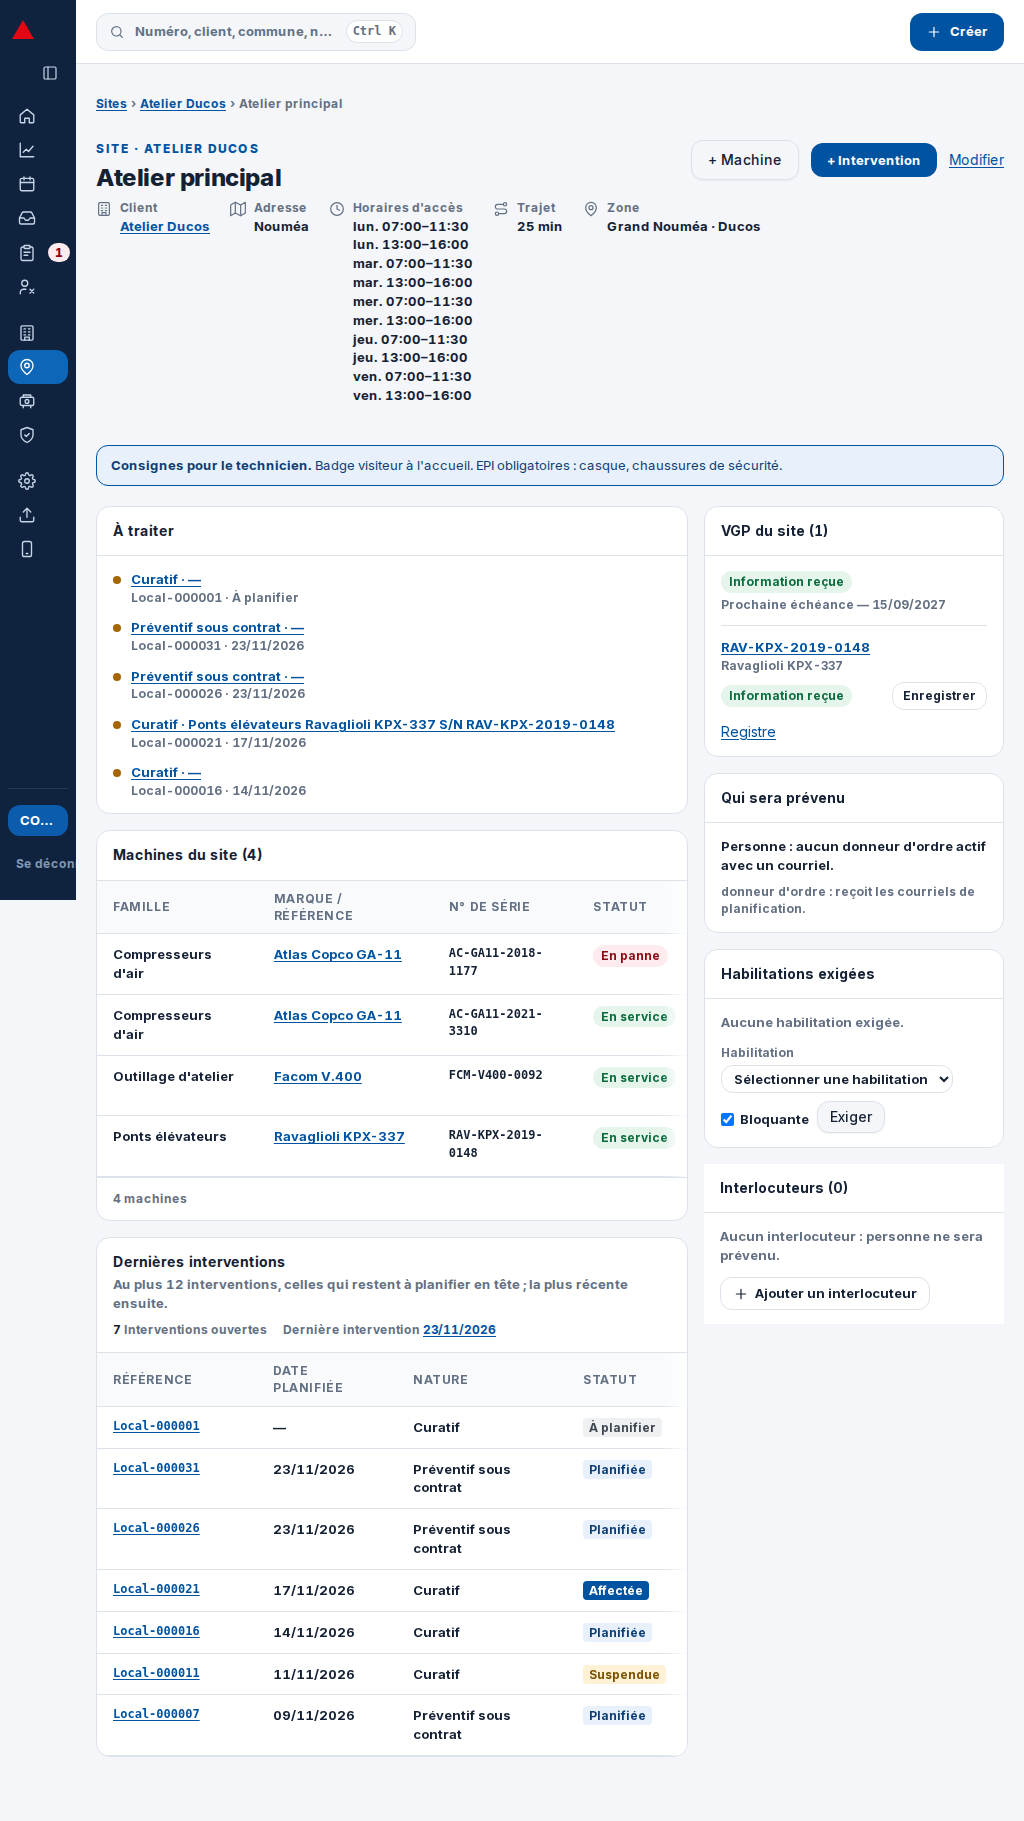 Numéro, client, commune, n…
Ctrl K
Créer
Sites › Atelier Ducos › Atelier principal
SITE · ATELIER DUCOS
Atelier principal
+ Machine
+ Intervention
Modifier
Client
Atelier Ducos
Adresse
Nouméa
Horaires d'accès
lun. 07:00–11:30
lun. 13:00–16:00
mar. 07:00–11:30
mar. 13:00–16:00
mer. 07:00–11:30
mer. 13:00–16:00
jeu. 07:00–11:30
jeu. 13:00–16:00
ven. 07:00–11:30
ven. 13:00–16:00
Trajet
25 min
Zone
Grand Nouméa · Ducos
1
CO…
Se décon
Consignes pour le technicien. Badge visiteur à l'accueil. EPI obligatoires : casque, chaussures de sécurité.
À traiter
Curatif · —
Local-000001 · À planifier
Préventif sous contrat · —
Local-000031 · 23/11/2026
Préventif sous contrat · —
Local-000026 · 23/11/2026
Curatif · Ponts élévateurs Ravaglioli KPX-337 S/N RAV-KPX-2019-0148
Local-000021 · 17/11/2026
Curatif · —
Local-000016 · 14/11/2026
Machines du site (4)
FAMILLE
MARQUE /
RÉFÉRENCE
N° DE SÉRIE
STATUT
Compresseurs
d'air
Atlas Copco GA-11
AC-GA11-2018-
1177
En panne
Compresseurs
d'air
Atlas Copco GA-11
AC-GA11-2021-
3310
En service
Outillage d'atelier
Facom V.400
FCM-V400-0092
En service
Ponts élévateurs
Ravaglioli KPX-337
RAV-KPX-2019-
0148
En service
4 machines
Dernières interventions
Au plus 12 interventions, celles qui restent à planifier en tête ; la plus récente
ensuite.
7 Interventions ouvertes
Dernière intervention 23/11/2026
RÉFÉRENCE
DATE
PLANIFIÉE
NATURE
STATUT
Local-000001
—
Curatif
À planifier
Local-000031
23/11/2026
Préventif sous
contrat
Planifiée
Local-000026
23/11/2026
Préventif sous
contrat
Planifiée
Local-000021
17/11/2026
Curatif
Affectée
Local-000016
14/11/2026
Curatif
Planifiée
Local-000011
11/11/2026
Curatif
Suspendue
Local-000007
09/11/2026
Préventif sous
contrat
Planifiée
VGP du site (1)
Information reçue
Prochaine échéance — 15/09/2027
RAV-KPX-2019-0148
Ravaglioli KPX-337
Information reçue
Enregistrer
Registre
Qui sera prévenu
Personne : aucun donneur d'ordre actif
avec un courriel.
donneur d'ordre : reçoit les courriels de
planification.
Habilitations exigées
Aucune habilitation exigée.
Habilitation
Sélectionner une habilitation
Bloquante
Exiger
Interlocuteurs (0)
Aucun interlocuteur : personne ne sera
prévenu.
Ajouter un interlocuteur